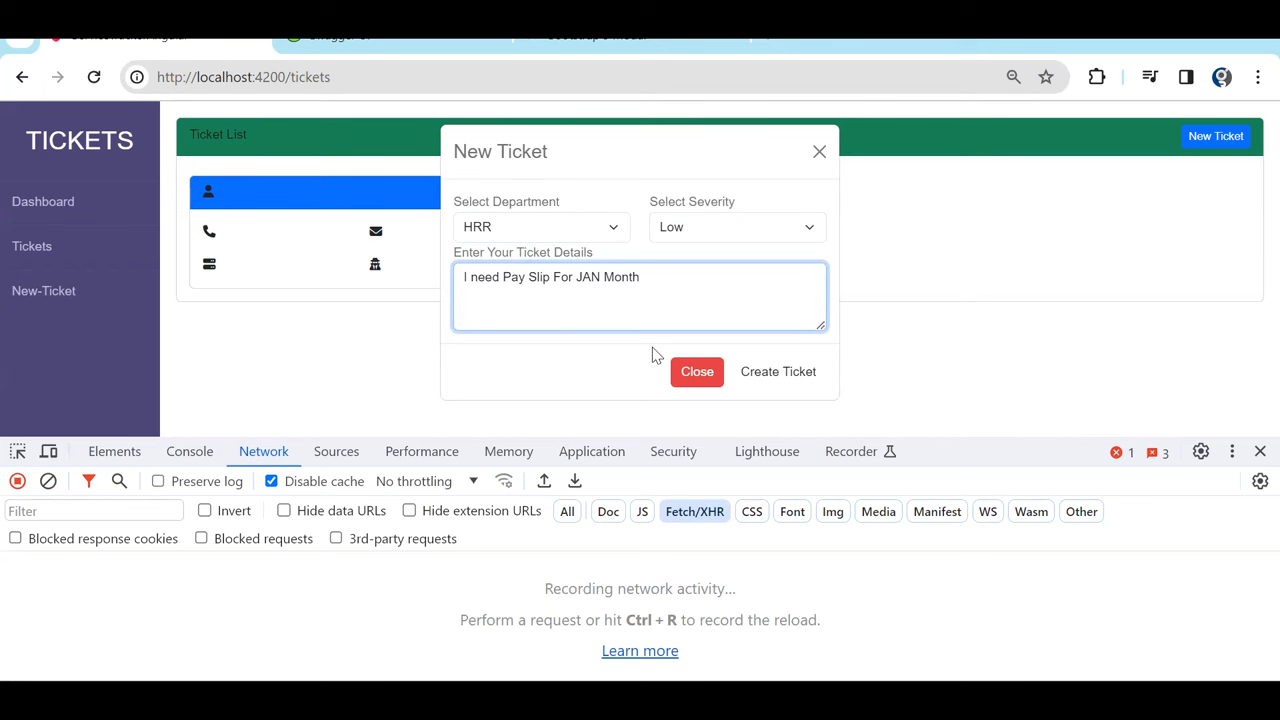 http://localhost:4200/tickets
TICKETS
Dashboard
Tickets
New-Ticket
Ticket List
New Ticket
New Ticket
Select Department
Select Severity
HRR
Low
Enter Your Ticket Details
I need Pay Slip For JAN Month
Close
Create Ticket
Elements Console Network Sources Performance Memory Application Security Lighthouse Recorder 1 3
Preserve log Disable cache No throttling
Filter Invert Hide data URLs Hide extension URLs All Doc JS Fetch/XHR CSS Font Img Media Manifest WS Wasm Other
Blocked response cookies Blocked requests 3rd-party requests
Recording network activity...
Perform a request or hit Ctrl + R to record the reload.
Learn more